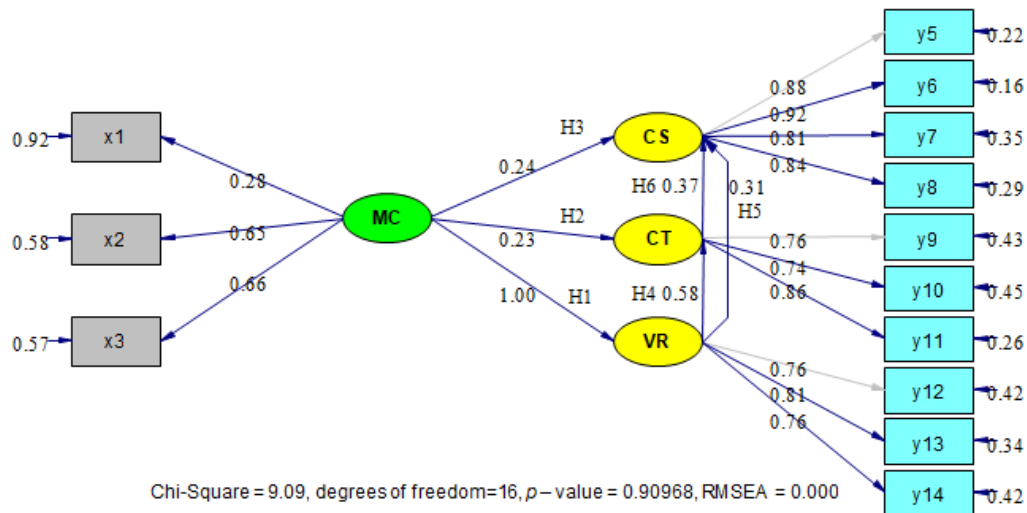 y5
0.22
y6
0.16
0.88
0.92
x1
0.92
H3
CS
0.81
y7
0.35
0.84
0.24
0.28
H6 0.37
0.31
y8
0.29
MC
H2
H5
x2
0.58
0.65
0.23
CT
0.76
y9
0.43
0.74
0.66
1.00
H1
H4 0.58
0.86
y10
0.45
x3
0.57
VR
y11
0.26
0.76
0.81
y12
0.42
0.76
y13
0.34
Chi-Square = 9.09, degrees of freedom=16, p – value = 0.90968, RMSEA = 0.000
y14
0.42